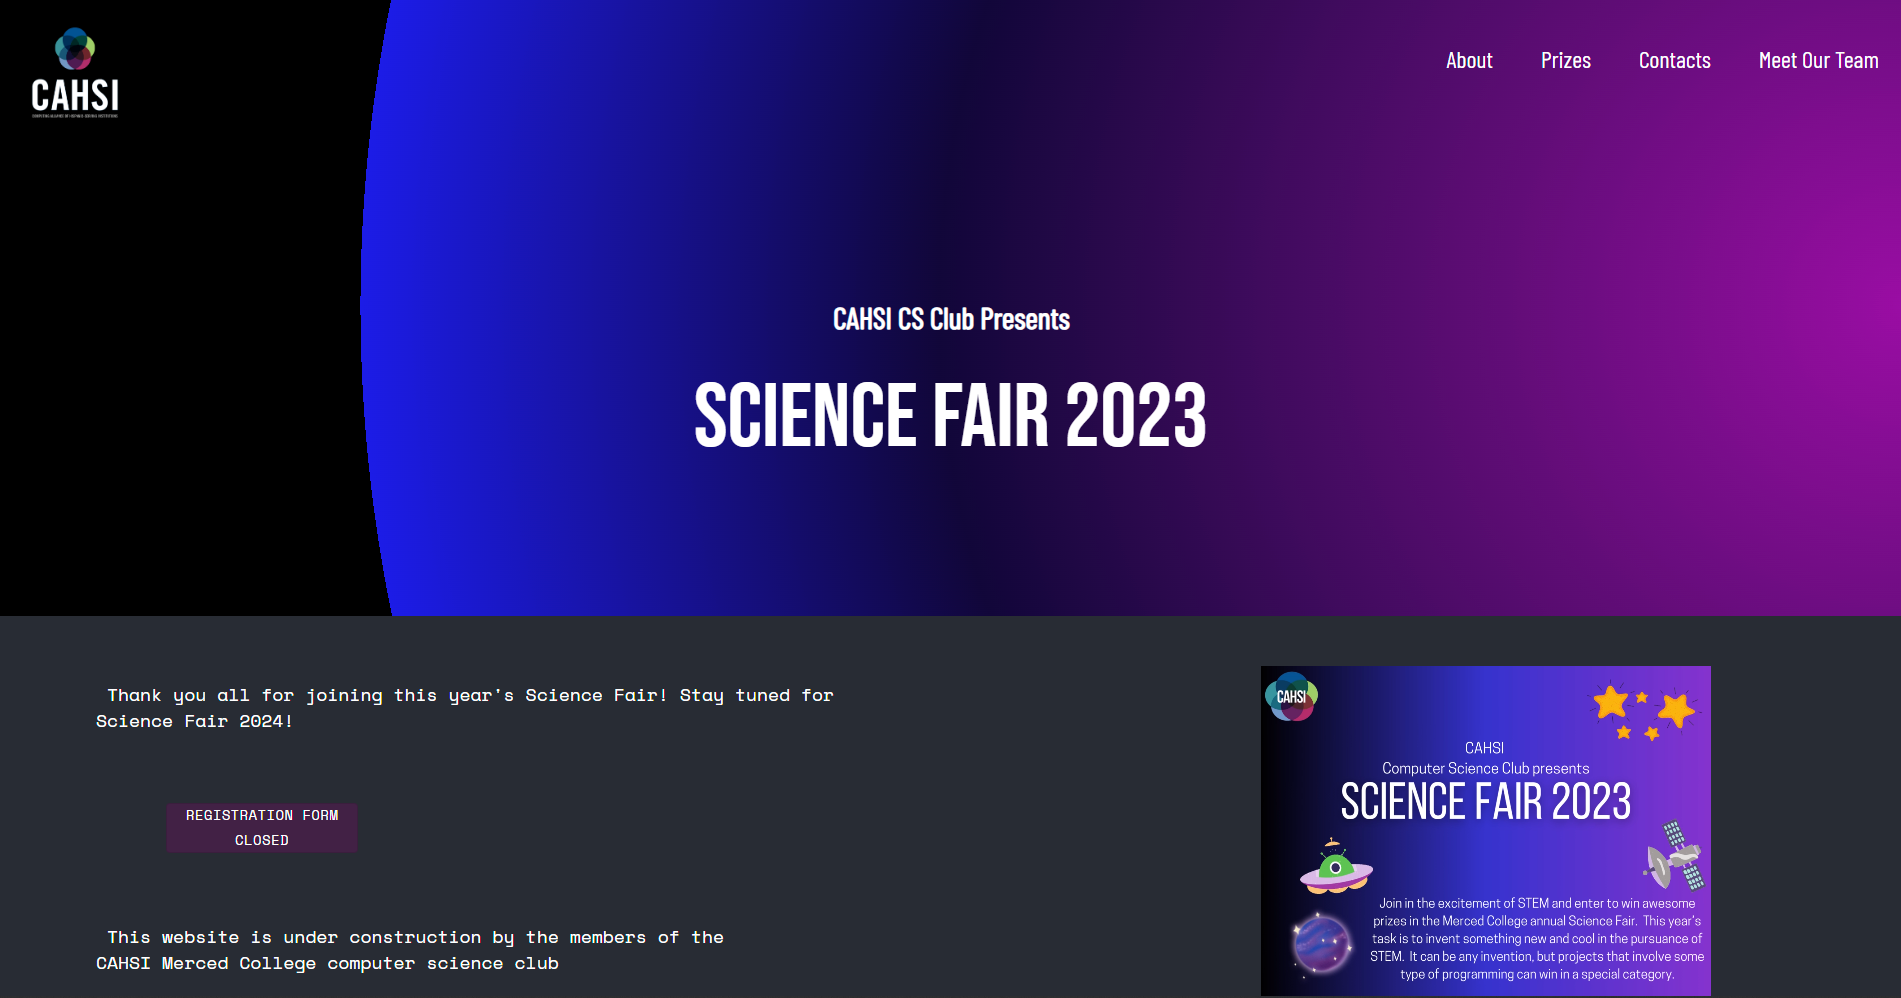 CAHSI
About
Prizes
Contacts
Meet Our Team
CAHSI CS Club Presents
SCIENCE FAIR 2023
Thank you all for joining this year's Science Fair! Stay tuned for
Science Fair 2024!
REGISTRATION FORM
CLOSED
This website is under construction by the members of the
CAHSI Merced College computer science club
CAHSI
CAHSI
Computer Science Club presents
SCIENCE FAIR 2023
Join in the excitement of STEM and enter to win awesome
prizes in the Merced College annual Science Fair. This year's
task is to invent something new and cool in the pursuance of
STEM. It can be any invention, but projects that involve some
type of programming can win in a special category.